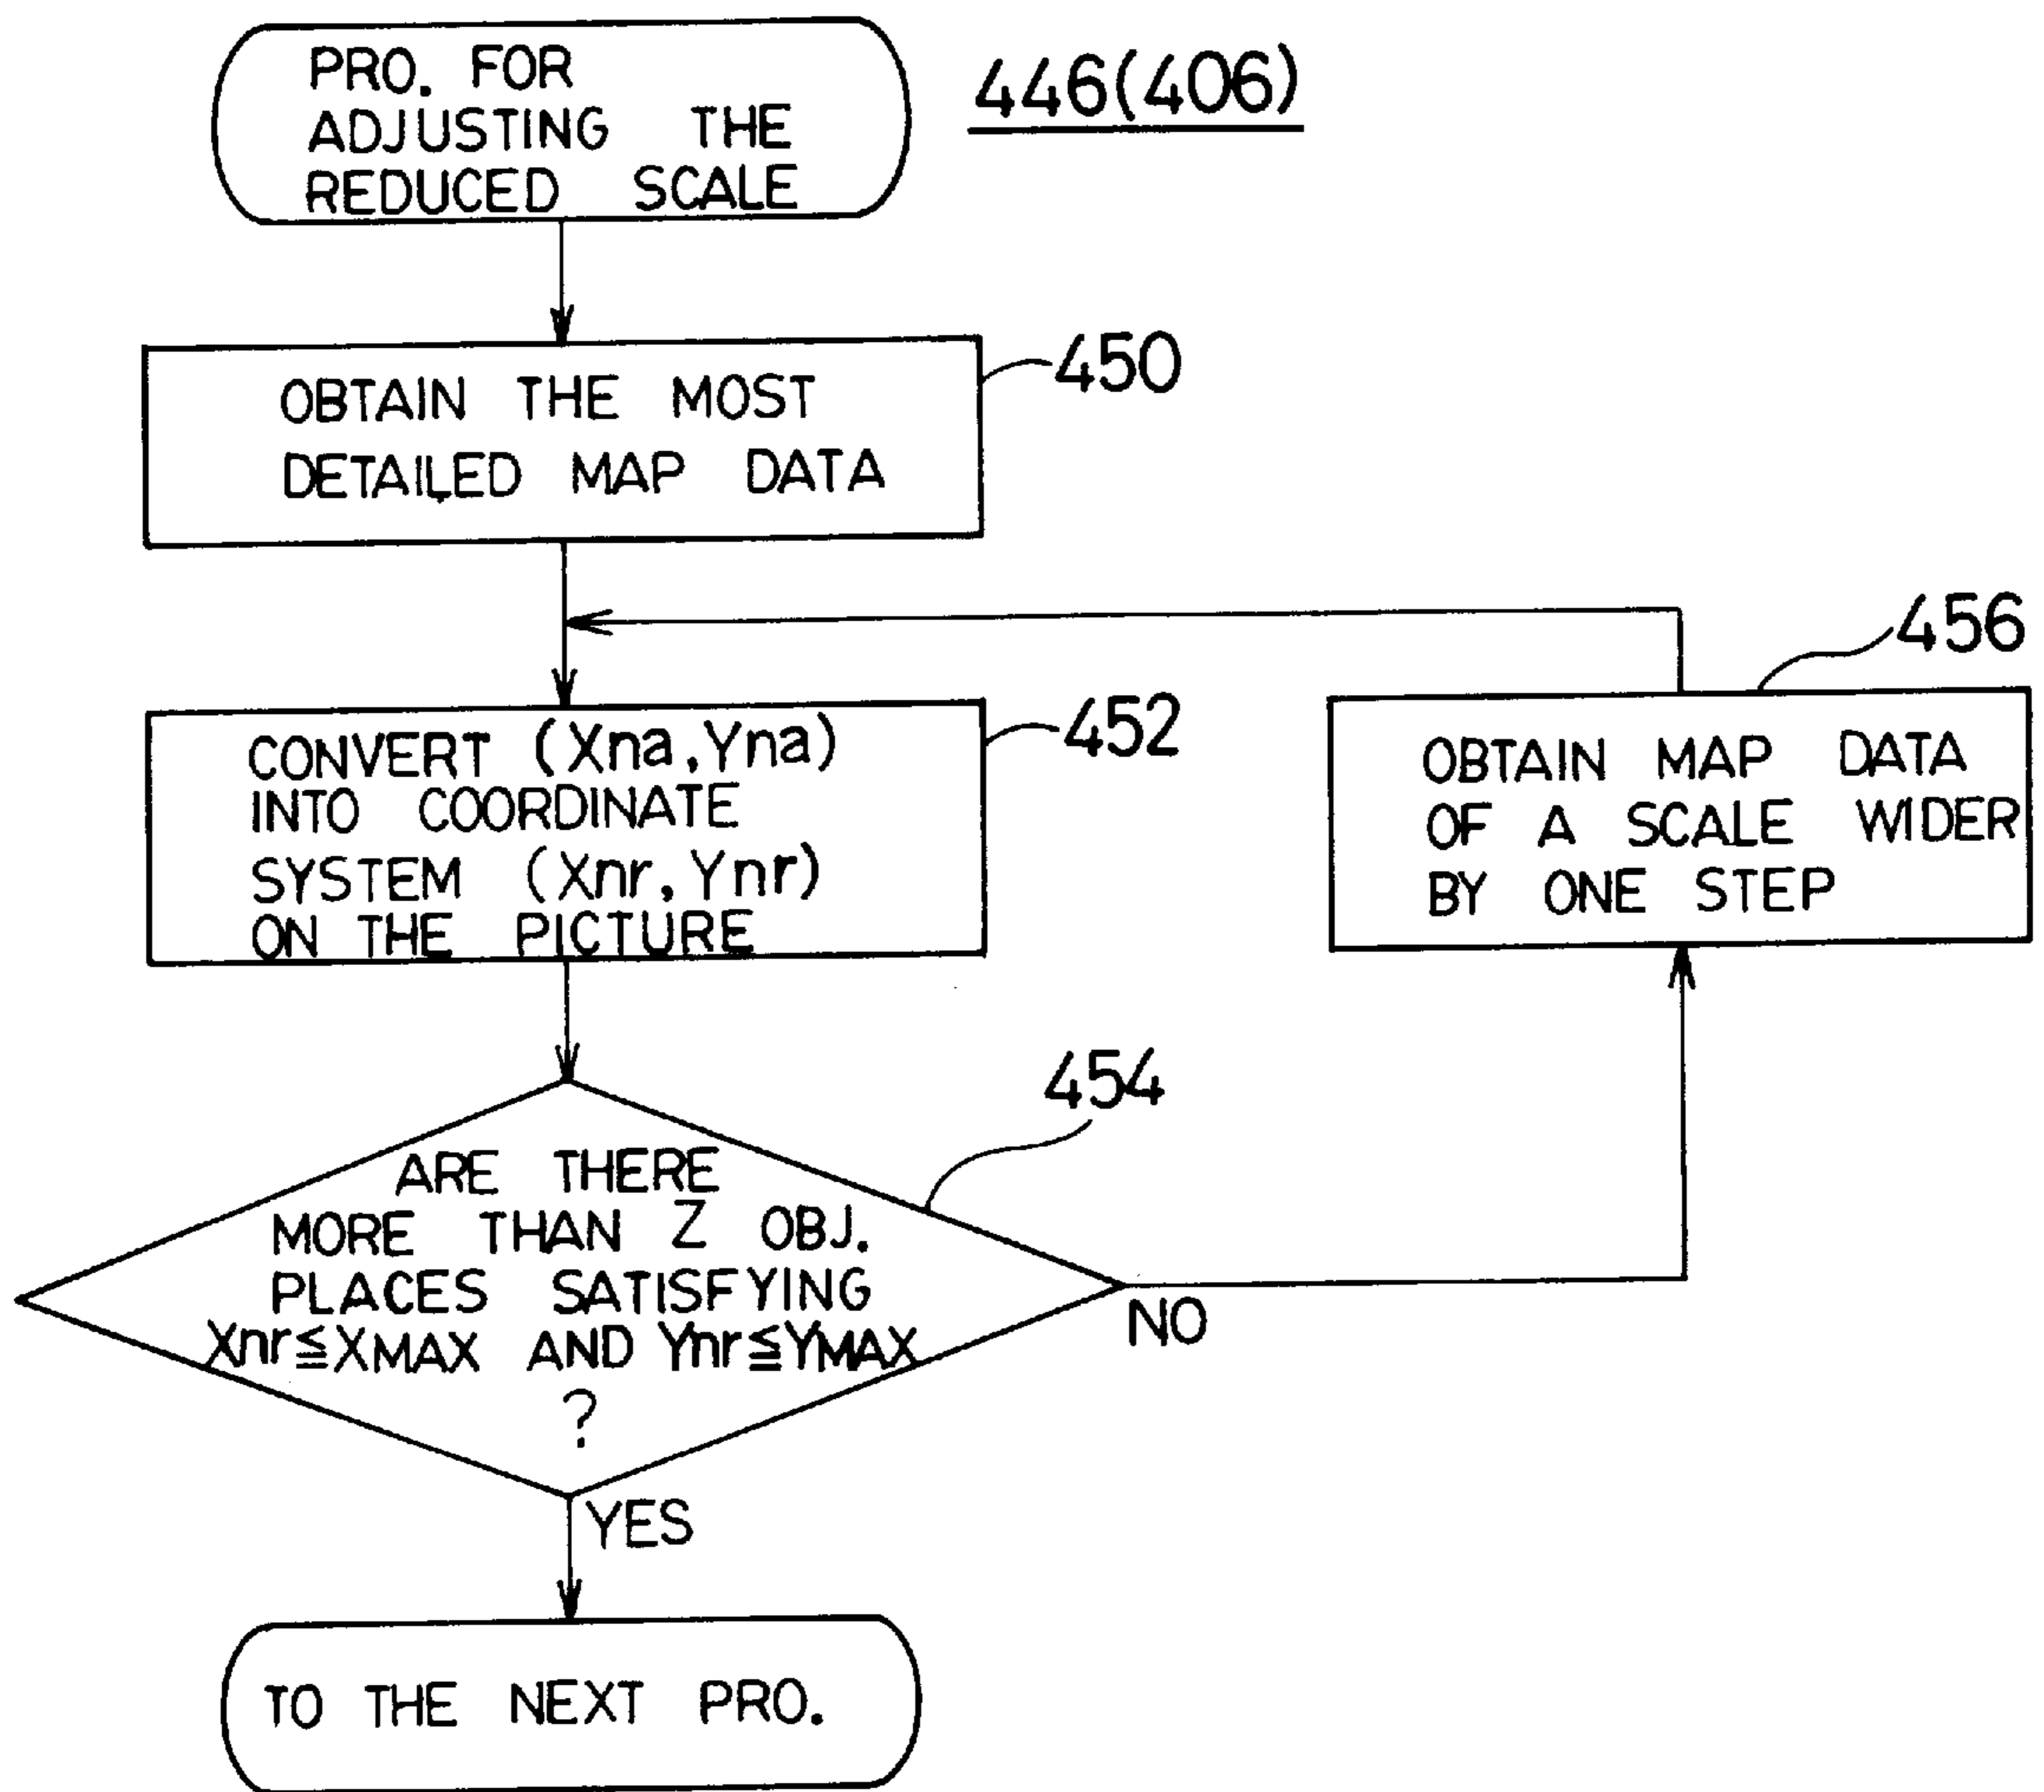 PRO. FOR
ADJUSTING THE
REDUCED SCALE
446(406)
OBTAIN THE MOST
DETAILED MAP DATA
450
456
CONVERT (Xna,Yna)
INTO COORDINATE
SYSTEM (Xnr,Ynr)
ON THE PICTURE
452
OBTAIN MAP DATA
OF A SCALE WIDER
BY ONE STEP
454
ARE THERE
MORE THAN Z OBJ.
PLACES SATISFYING
Xnr≦XMAX AND Ynr≦YMAX
?
NO
YES
TO THE NEXT PRO.